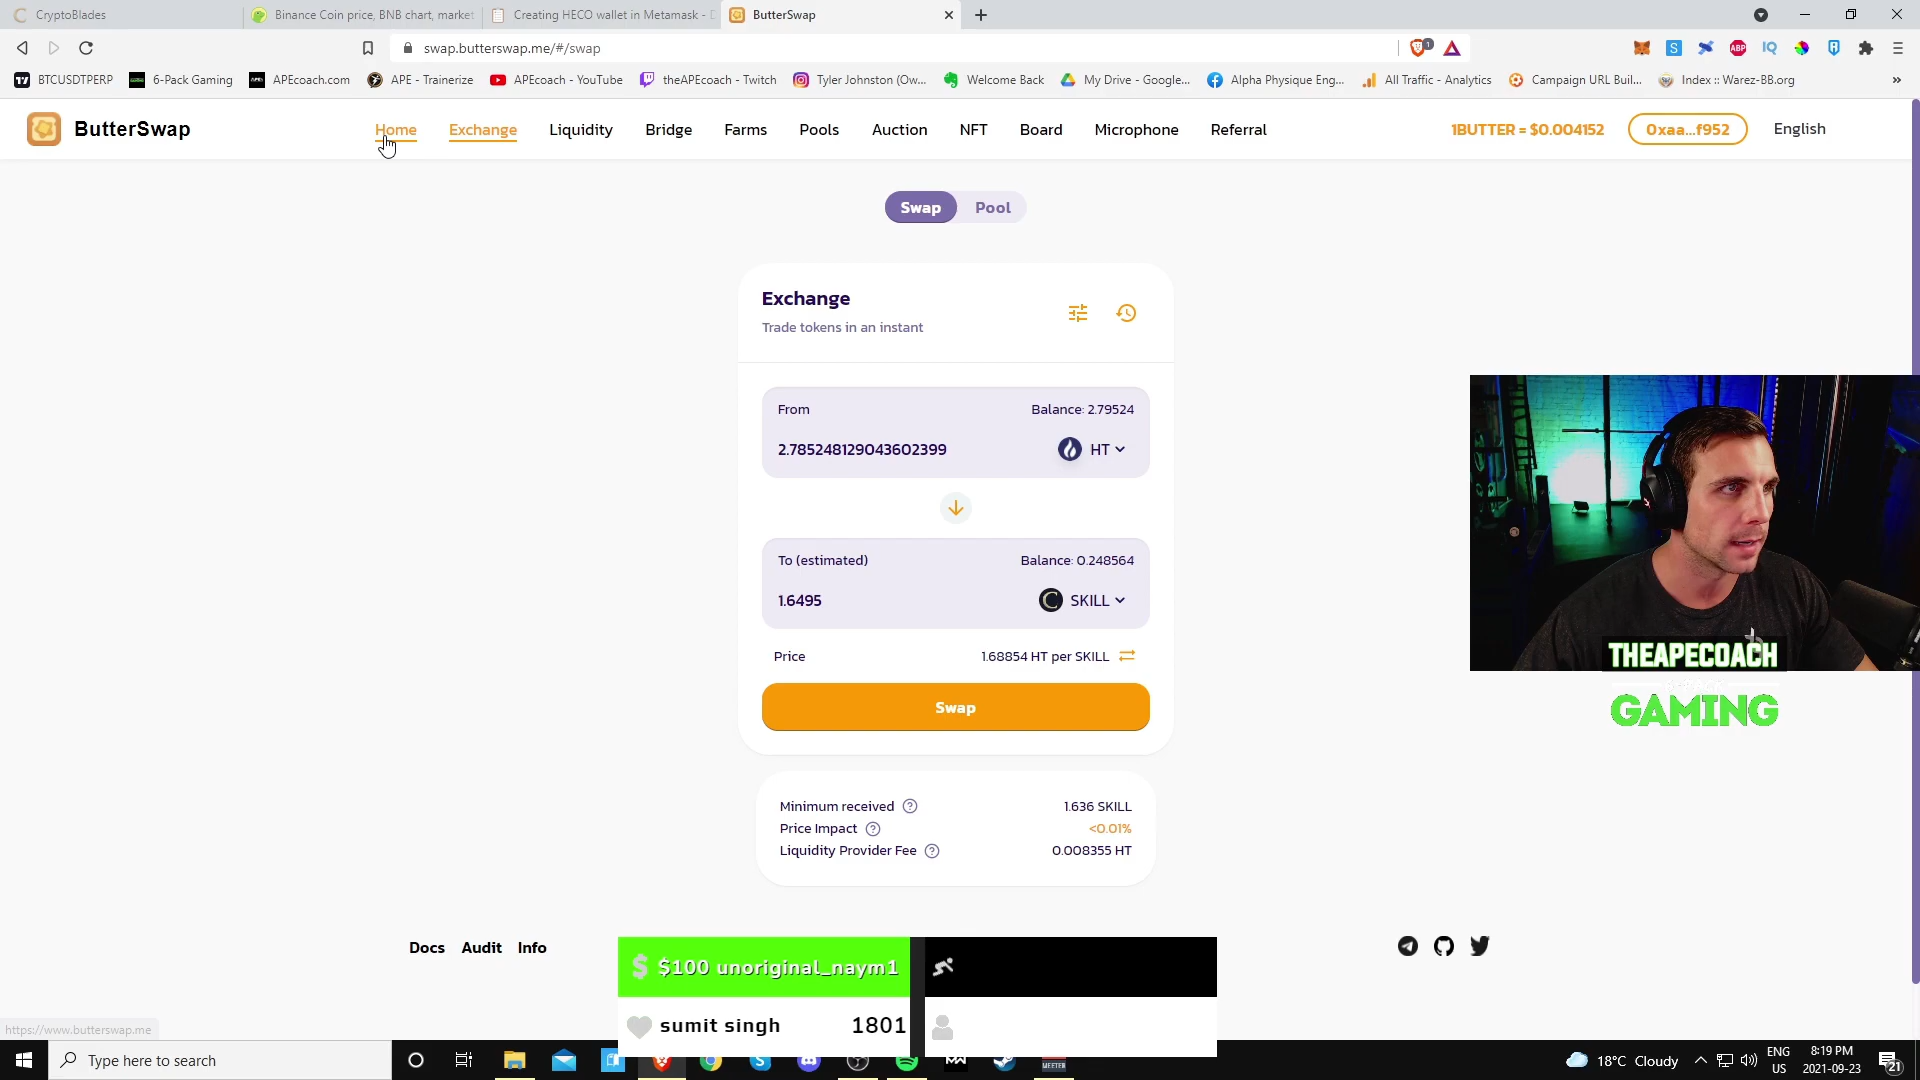 CryptoBlades
Binance Coin price, BNB chart, market
Creating HECO wallet in Metamask - D
ButterSwap
swap.butterswap.me/#/swap
1
ABP
IQ
BTCUSDTPERP
6-Pack Gaming
APEcoach.com
APE - Trainerize
APEcoach - YouTube
theAPEcoach - Twitch
Tyler Johnston (Ow...
Welcome Back
My Drive - Google...
Alpha Physique Eng...
All Traffic - Analytics
Campaign URL Buil...
Index :: Warez-BB.org
ButterSwap
Home
Exchange
Liquidity
Bridge
Farms
Pools
Auction
NFT
Board
Microphone
Referral
1BUTTER = $0.004152
0xaa...f952
English
Swap
Pool
Exchange
Trade tokens in an instant
From
Balance: 2.79524
2.785248129043602399
HT
To (estimated)
Balance: 0.248564
1.6495
SKILL
Price
1.68854 HT per SKILL
Swap
Minimum received
1.636 SKILL
Price Impact
<0.01%
Liquidity Provider Fee
0.008355 HT
THEAPECOACH
GAMING
Docs
Audit
Info
$100 unoriginal_naym1
sumit singh
1801
https://www.butterswap.me
Type here to search
18°C Cloudy
ENG
US
8:19 PM
2021-09-23
21